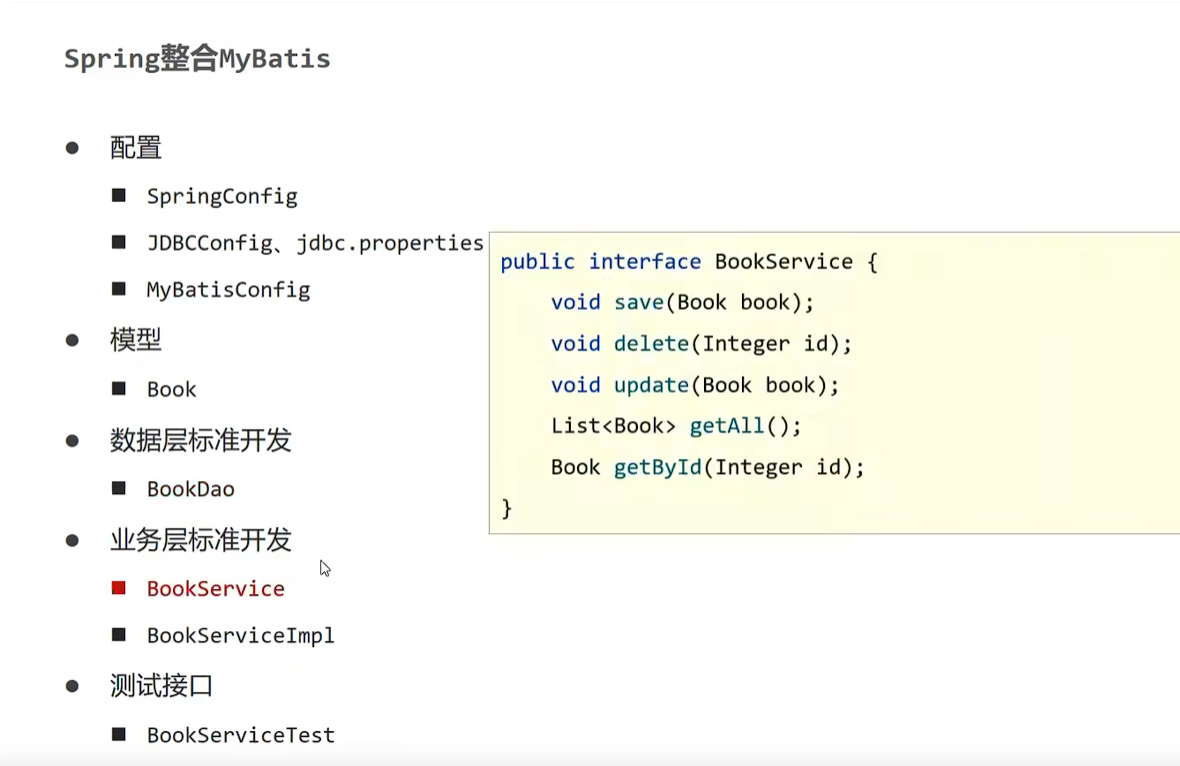 Spring整合MyBatis
配置
SpringConfig
JDBCConfig、jdbc.properties
MyBatisConfig
模型
Book
数据层标准开发
BookDao
业务层标准开发
BookService
BookServiceImpl
测试接口
BookServiceTest
public interface BookService {
    void save(Book book);
    void delete(Integer id);
    void update(Book book);
    List<Book> getAll();
    Book getById(Integer id);
}